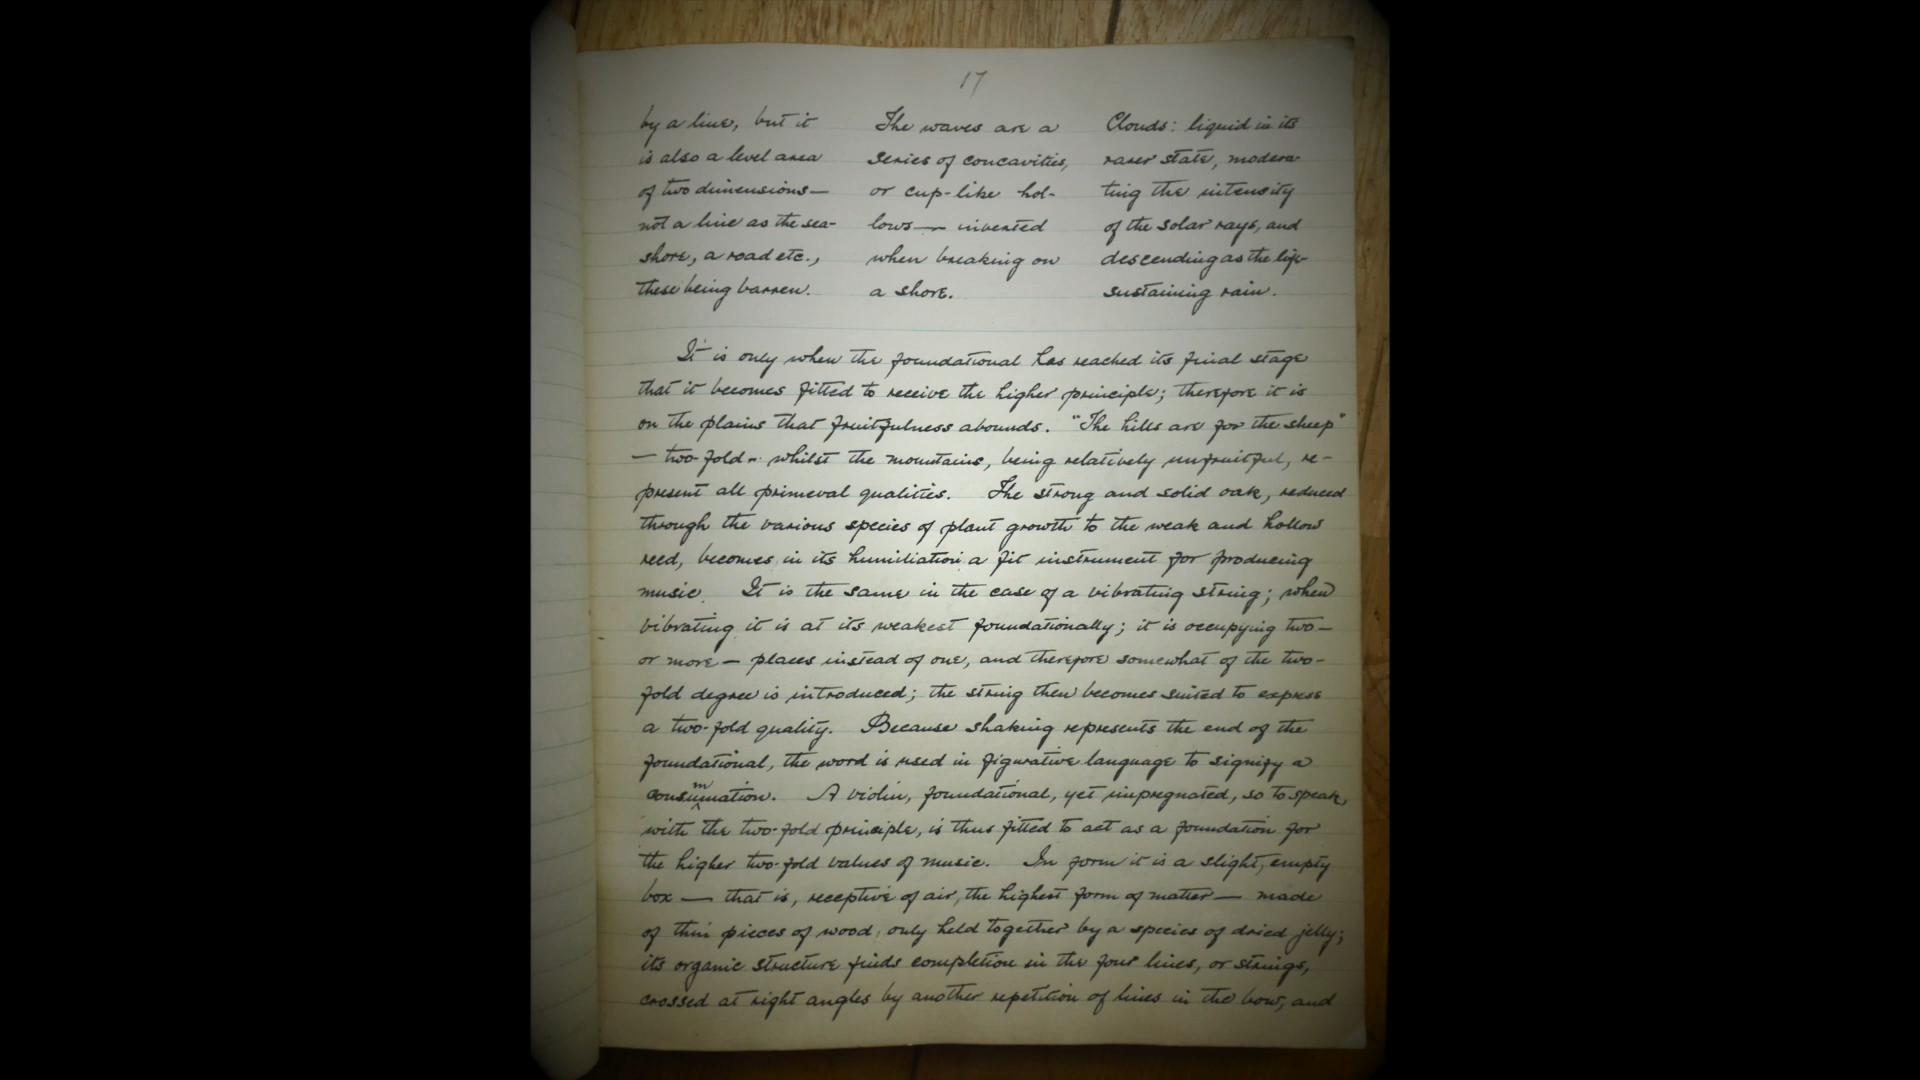 17
by a line, but it
is also a level area
of two dimensions—
not a line as the sea-
shore, a road etc.,
these being barren.
The waves are a
series of concavities,
or cup-like hol-
lows — inverted
when breaking on
a shore.
Clouds: liquid in its
rarer state, modera-
ting the intensity
of the solar rays, and
descending as the life-
sustaining rain.
It is only when the foundational has reached its final stage
that it becomes fitted to receive the higher principle; therefore it is
on the plains that fruitfulness abounds. "The hills are for the sheep"
— two-fold - whilst the mountains, being relatively unfruitful, re-
present all primeval qualities. The strong and solid oak, reduced
through the various species of plant growth to the weak and hollow
reed, becomes in its humiliation a fit instrument for producing
music. It is the same in the case of a vibrating string; when
vibrating it is at its weakest foundationally; it is occupying two —
or more — places instead of one, and therefore somewhat of the two-
fold degree is introduced; the string then becomes suited to express
a two-fold quality. Because shaking represents the end of the
foundational, the word is used in figurative language to signify a
consummation. A violin, foundational, yet impregnated, so to speak,
with the two-fold principle, is thus fitted to act as a foundation for
the higher two-fold values of music. In form it is a slight, empty
box — that is, receptive of air, the highest form of matter — made
of thin pieces of wood, only held together by a species of dried jelly;
its organic structure finds completion in the four lines, or strings,
crossed at right angles by another repetition of lines in the bow, and